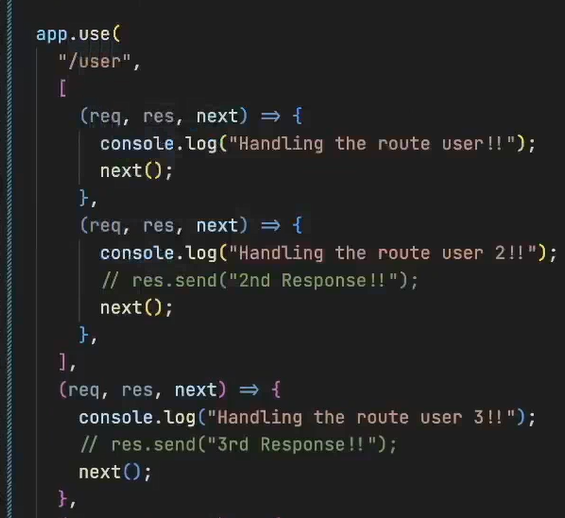 app.use(
"/user",
[
(req, res, next) => {
console.log("Handling the route user!!");
next();
},
(req, res, next) => {
console.log("Handling the route user 2!!");
// res.send("2nd Response!!");
next();
},
],
(req, res, next) => {
console.log("Handling the route user 3!!");
// res.send("3rd Response!!");
next();
},